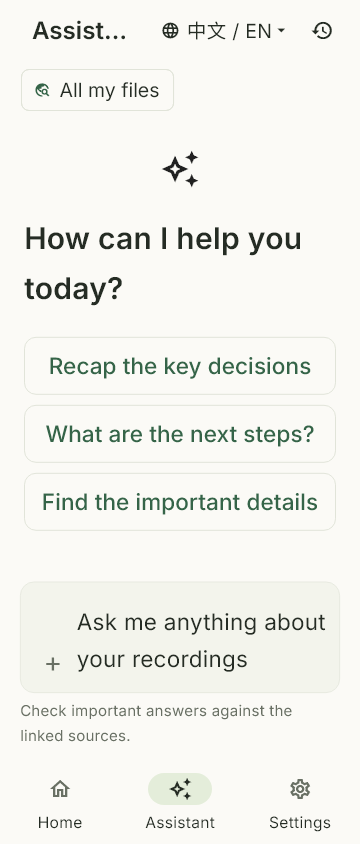 Assist...
中文 / EN
All my files
How can I help you
today?
Recap the key decisions
What are the next steps?
Find the important details
Ask me anything about
your recordings
Check important answers against the
linked sources.
Home
Assistant
Settings